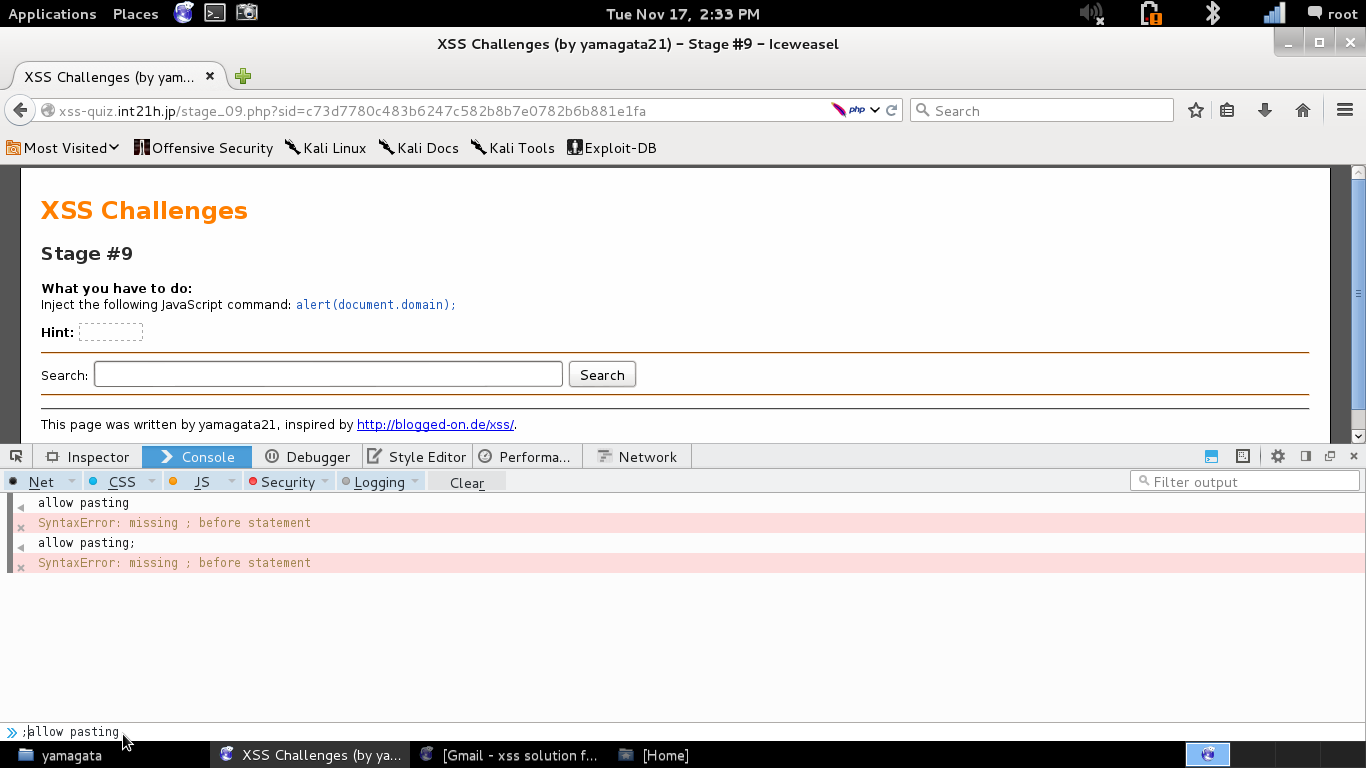 Applications Places Tue Nov 17, 2:33 PM root
XSS Challenges (by yamagata21) – Stage #9 – Iceweasel
XSS Challenges (by yam...
xss-quiz.int21h.jp/stage_09.php?sid=c73d7780c483b6247c582b8b7e0782b6b881e1fa php Search
Most Visited Offensive Security Kali Linux Kali Docs Kali Tools Exploit-DB
XSS Challenges
Stage #9
What you have to do:
Inject the following JavaScript command: alert(document.domain);
Hint:
Search: Search
This page was written by yamagata21, inspired by http://blogged-on.de/xss/.
Inspector Console Debugger Style Editor Performa... Network
Net CSS JS Security Logging Clear Filter output
allow pasting
SyntaxError: missing ; before statement
allow pasting;
SyntaxError: missing ; before statement
;allow pasting
yamagata XSS Challenges (by ya... [Gmail - xss solution f... [Home]